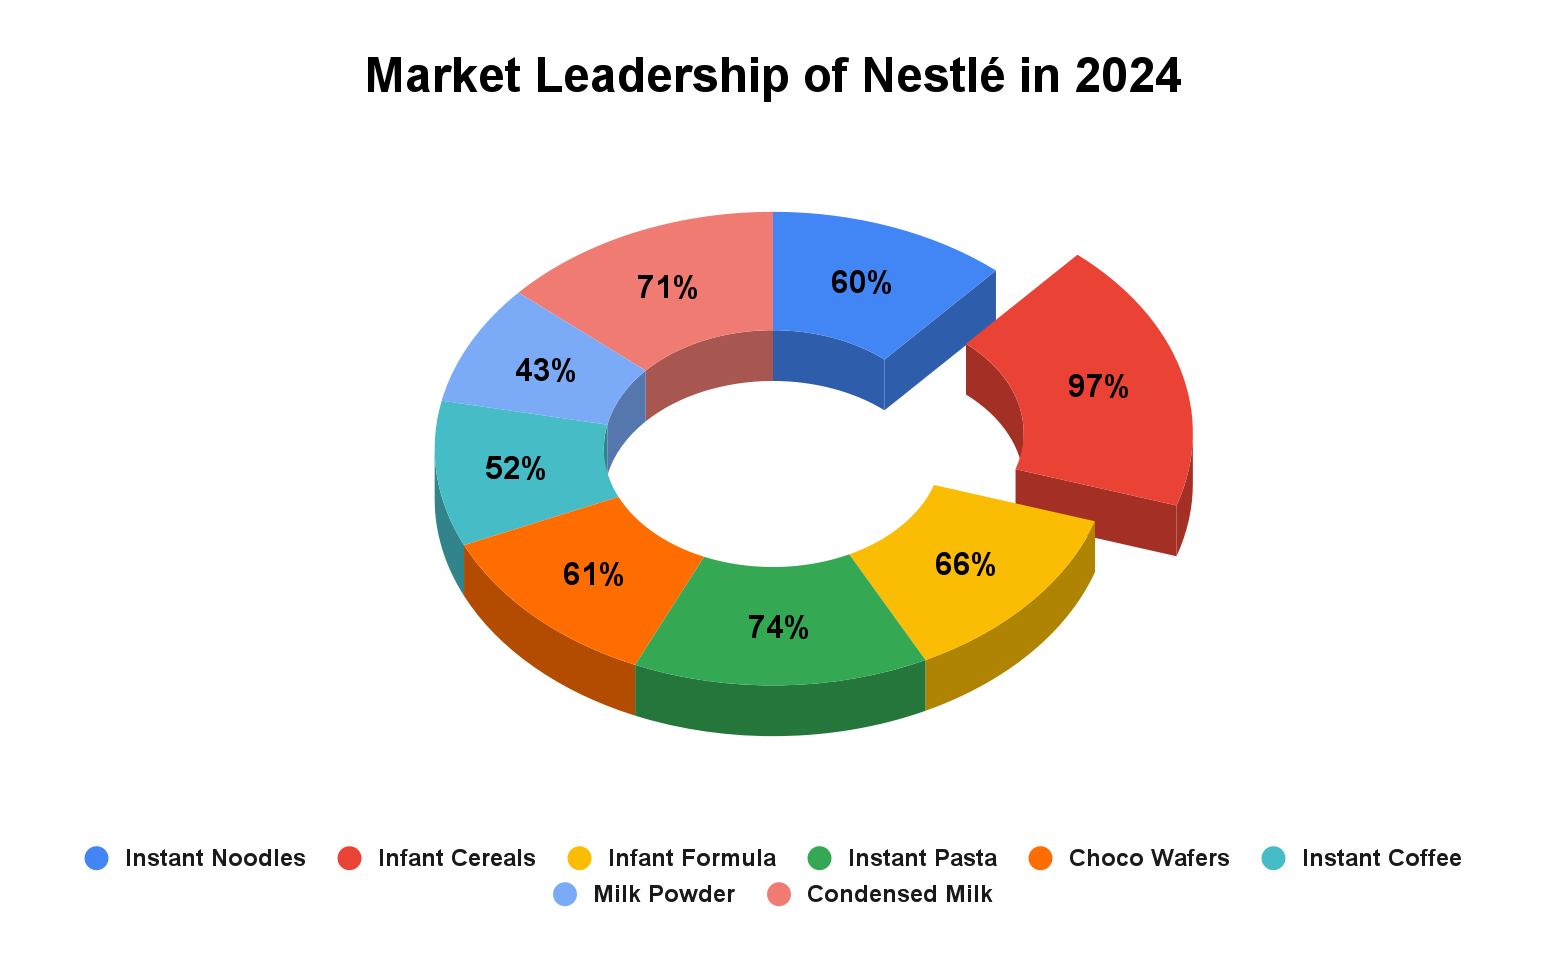 Market Leadership of Nestlé in 2024
71%
60%
97%
43%
52%
61%
66%
74%
Instant Noodles Infant Cereals Infant Formula Instant Pasta Choco Wafers Instant Coffee
Milk Powder Condensed Milk